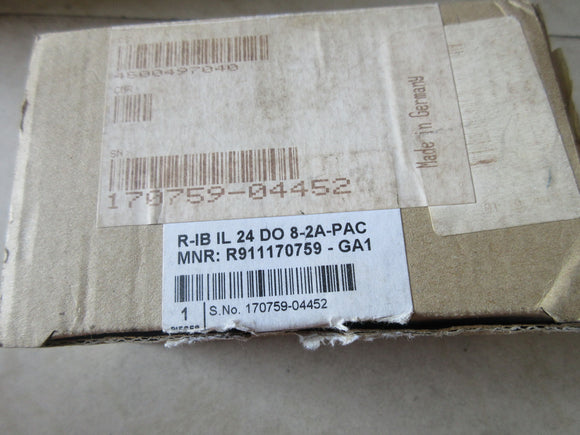 4500497040
SN
170759-04452
Made in Germany
R-IB IL 24 DO 8-2A-PAC
MNR: R911170759 - GA1
1
S.No. 170759-04452
PIECES